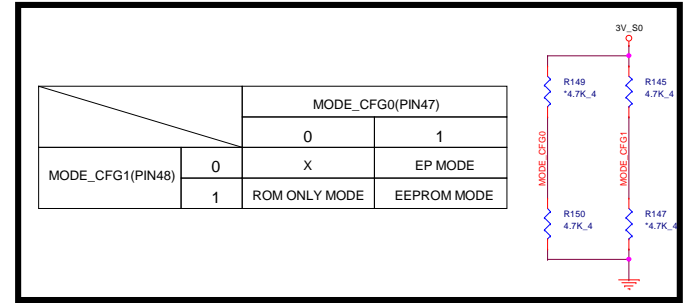 3V_S0
R149
*4.7K_4
R145
4.7K_4
MODE_CFG0(PIN47)
0 1
MODE_CFG1(PIN48) 0 X EP MODE
1 ROM ONLY MODE EEPROM MODE
MODE_CFG0
MODE_CFG1
R150
4.7K_4
R147
*4.7K_4